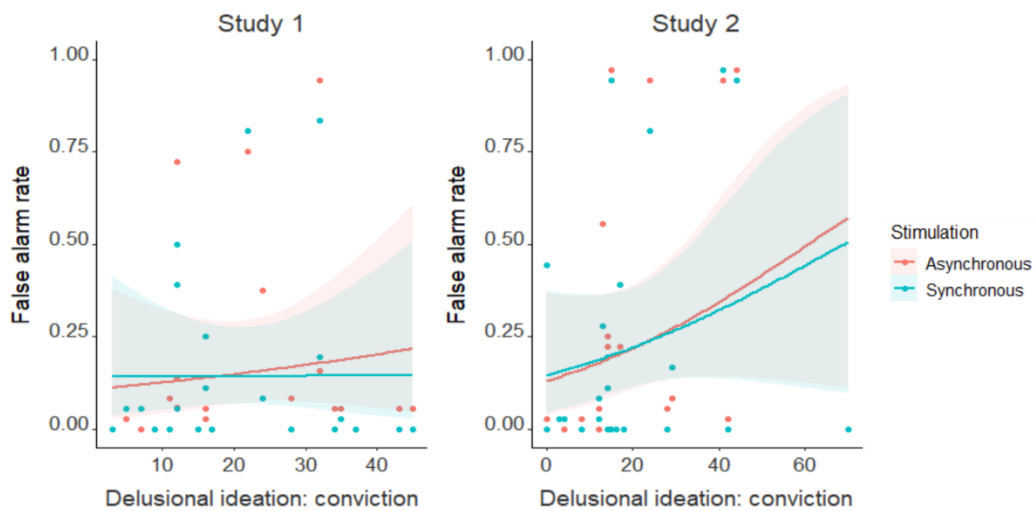 Study 1
Study 2
False alarm rate
1.00
0.75
0.50
0.25
0.00
10
20
30
40
Delusional ideation: conviction
False alarm rate
1.00
0.75
0.50
0.25
0.00
0
20
40
60
Delusional ideation: conviction
Stimulation
Asynchronous
Synchronous